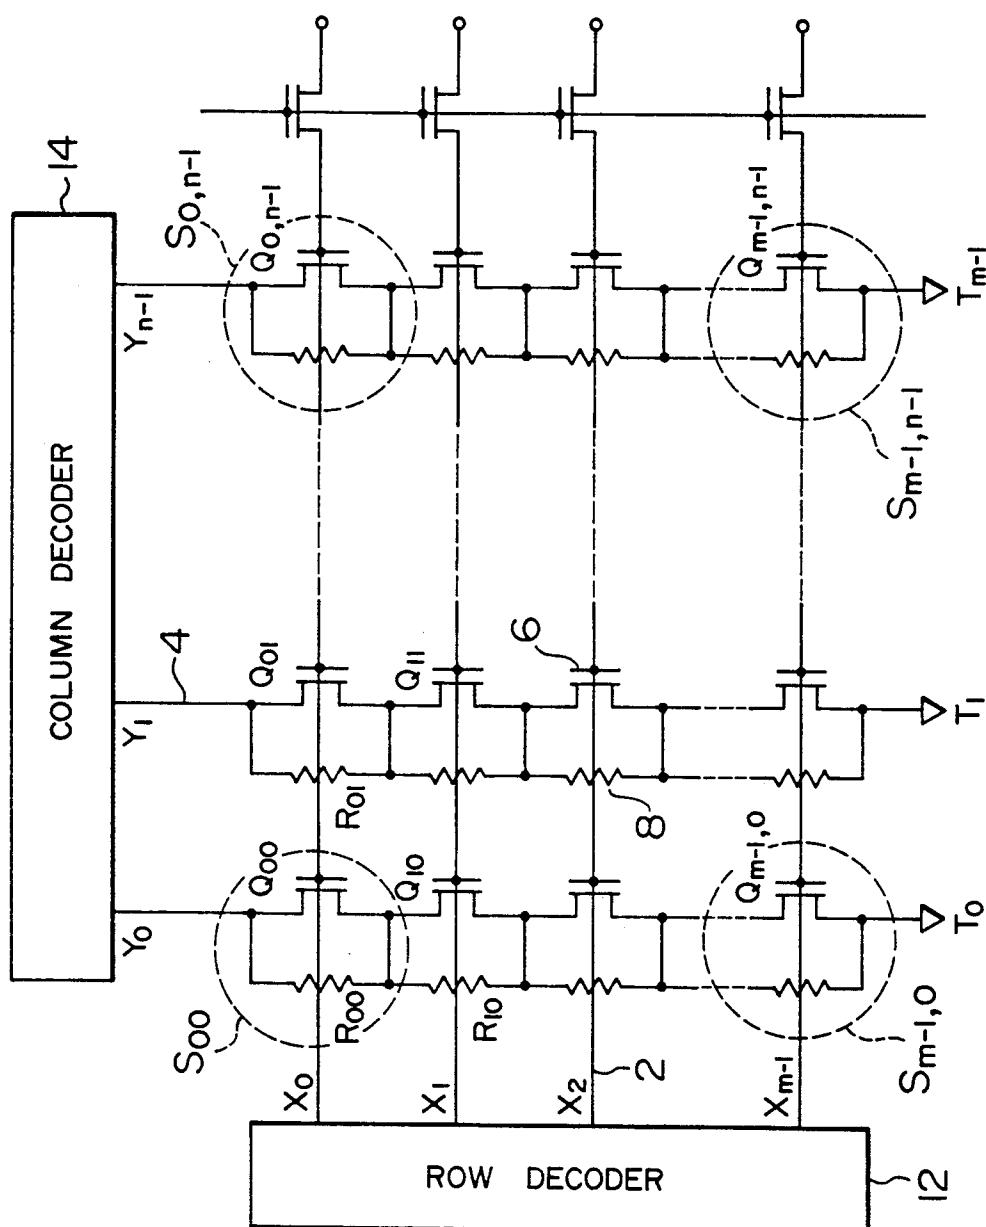 14
COLUMN DECODER
Y0
Y1
Yn-1
4
S0,n-1
S00
Q00
Q01
Q0,n-1
X0
R00
R01
Q10
Q11
X1
R10
6
X2
2
8
Qm-1,0
Qm-1,n-1
Xm-1
Sm-1,0
Sm-1,n-1
T0
T1
Tm-1
ROW DECODER
12